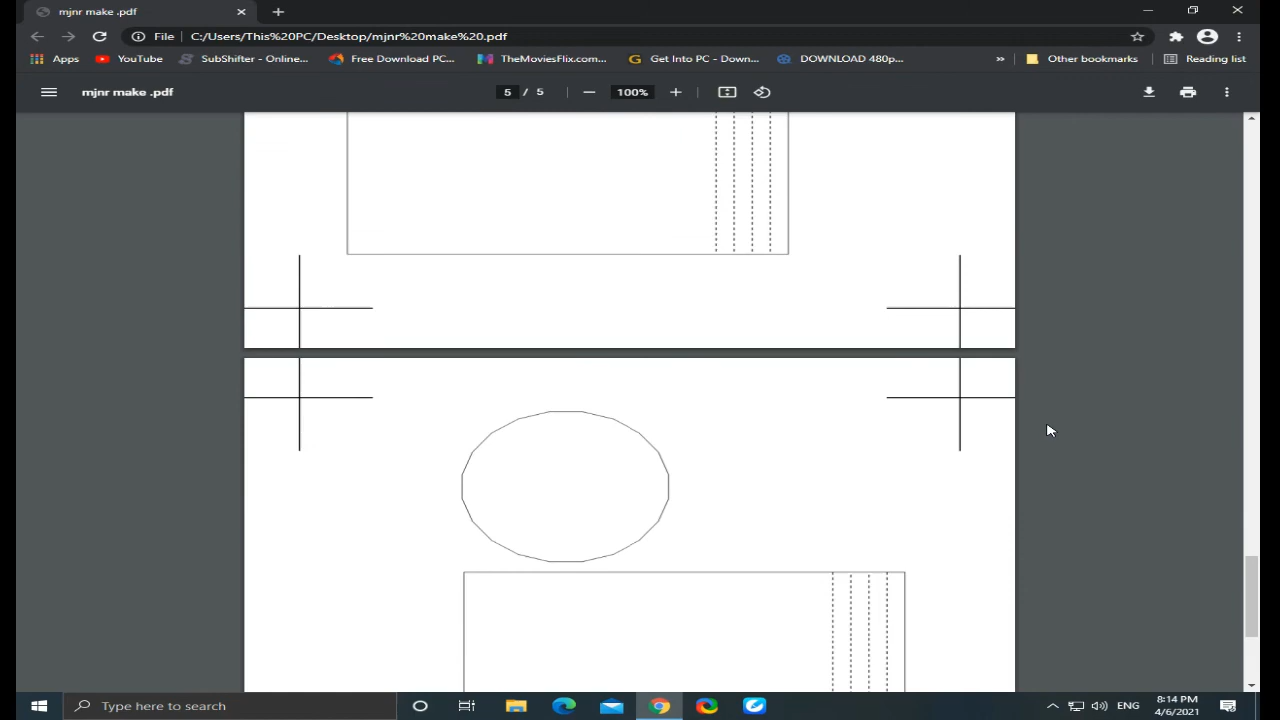 mjnr make .pdf
File C:/Users/This%20PC/Desktop/mjnr%20make%20.pdf
Apps YouTube SubShifter - Online... Free Download PC... TheMoviesFlix.com... Get Into PC - Down... DOWNLOAD 480p... » Other bookmarks Reading list
mjnr make .pdf 5 / 5 100%
Type here to search ENG 8:14 PM
4/6/2021